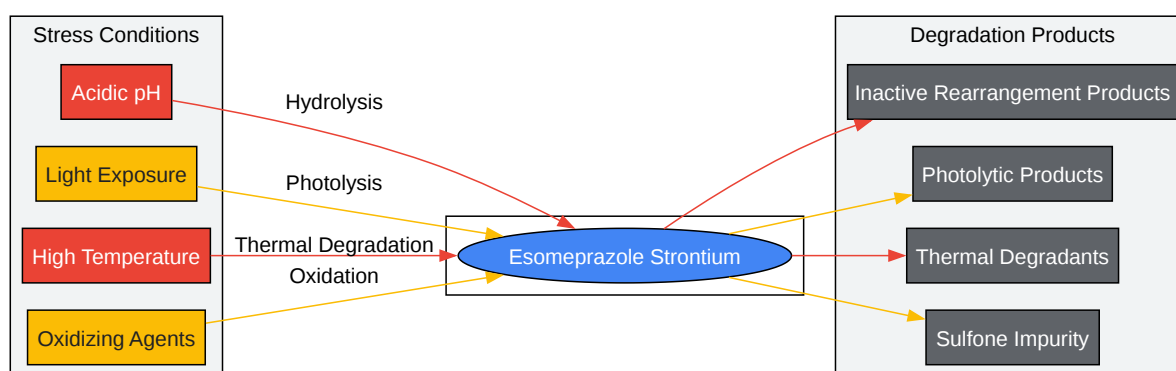 Stress Conditions
Degradation Products
Acidic pH
Hydrolysis
Inactive Rearrangement Products
Light Exposure
Photolysis
Photolytic Products
High Temperature
Thermal Degradation
Esomeprazole Strontium
Thermal Degradants
Oxidation
Oxidizing Agents
Sulfone Impurity